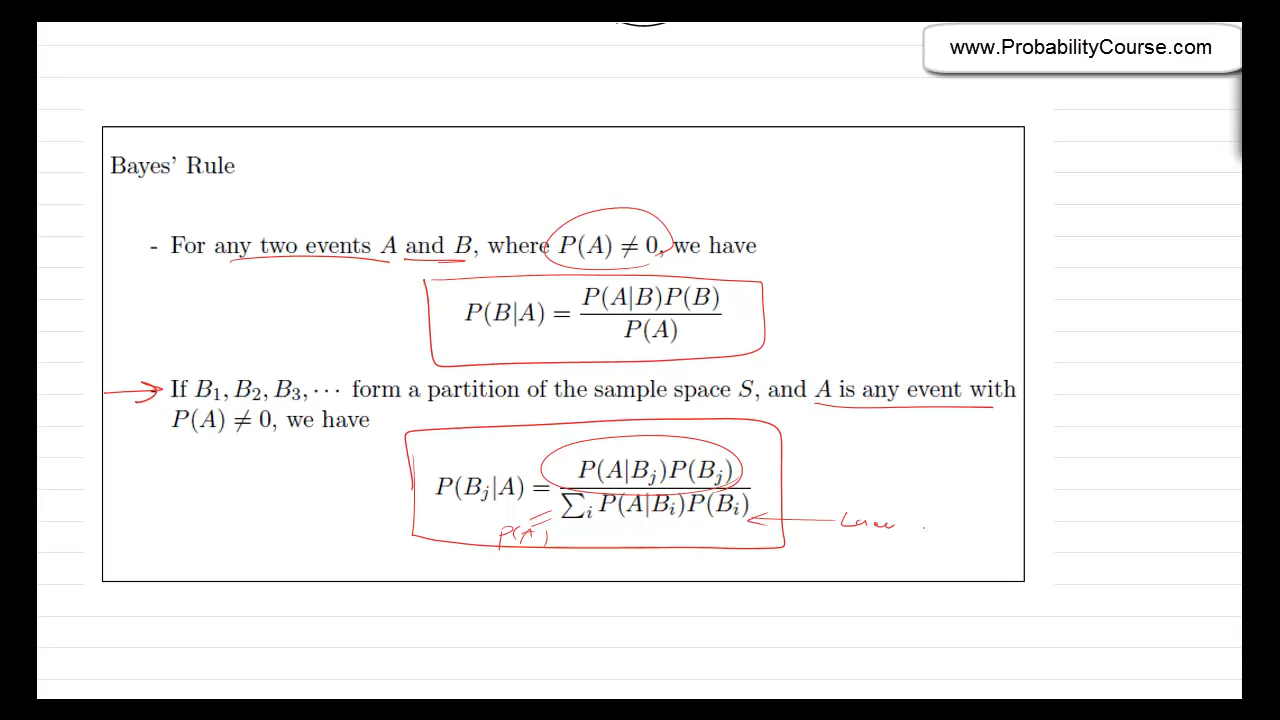 www.ProbabilityCourse.com
Bayes' Rule
- For any two events A and B, where P(A) ≠ 0, we have
P(B|A) = P(A|B)P(B) / P(A)
- If B₁, B₂, B₃, ⋯ form a partition of the sample space S, and A is any event with
P(A) ≠ 0, we have
P(Bⱼ|A) = P(A|Bⱼ)P(Bⱼ) / ∑ᵢ P(A|Bᵢ)P(Bᵢ)
P(A)